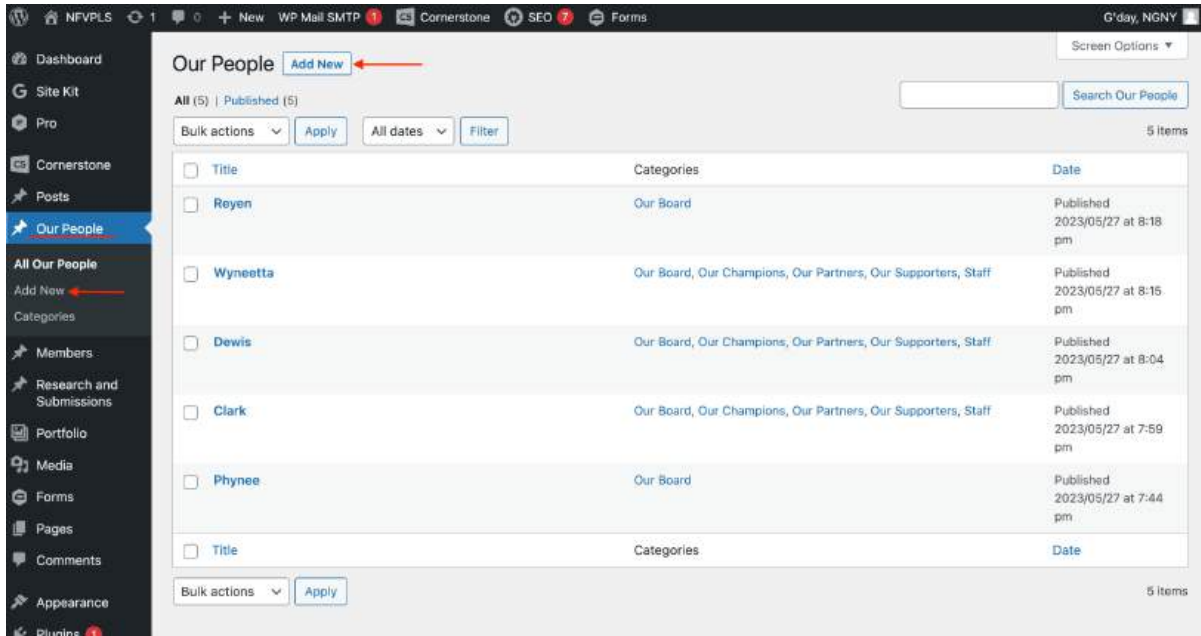 NFVPLS 1 0 + New WP Mail SMTP 1 CS Cornerstone SEO 7 Forms G'day, NGNY
Screen Options ▼
Dashboard
Site Kit
Pro
Cornerstone
Posts
Our People
All Our People
Add New
Categories
Members
Research and
Submissions
Portfolio
Media
Forms
Pages
Comments
Appearance
Plugins 1
Our People Add New
All (5) | Published (5)
Search Our People
Bulk actions Apply All dates Filter 5 items
Title Categories Date
Reyen Our Board Published
2023/05/27 at 8:18
pm
Wyneetta Our Board, Our Champions, Our Partners, Our Supporters, Staff Published
2023/05/27 at 8:15
pm
Dewis Our Board, Our Champions, Our Partners, Our Supporters, Staff Published
2023/05/27 at 8:04
pm
Clark Our Board, Our Champions, Our Partners, Our Supporters, Staff Published
2023/05/27 at 7:59
pm
Phynee Our Board Published
2023/05/27 at 7:44
pm
Title Categories Date
Bulk actions Apply 5 items